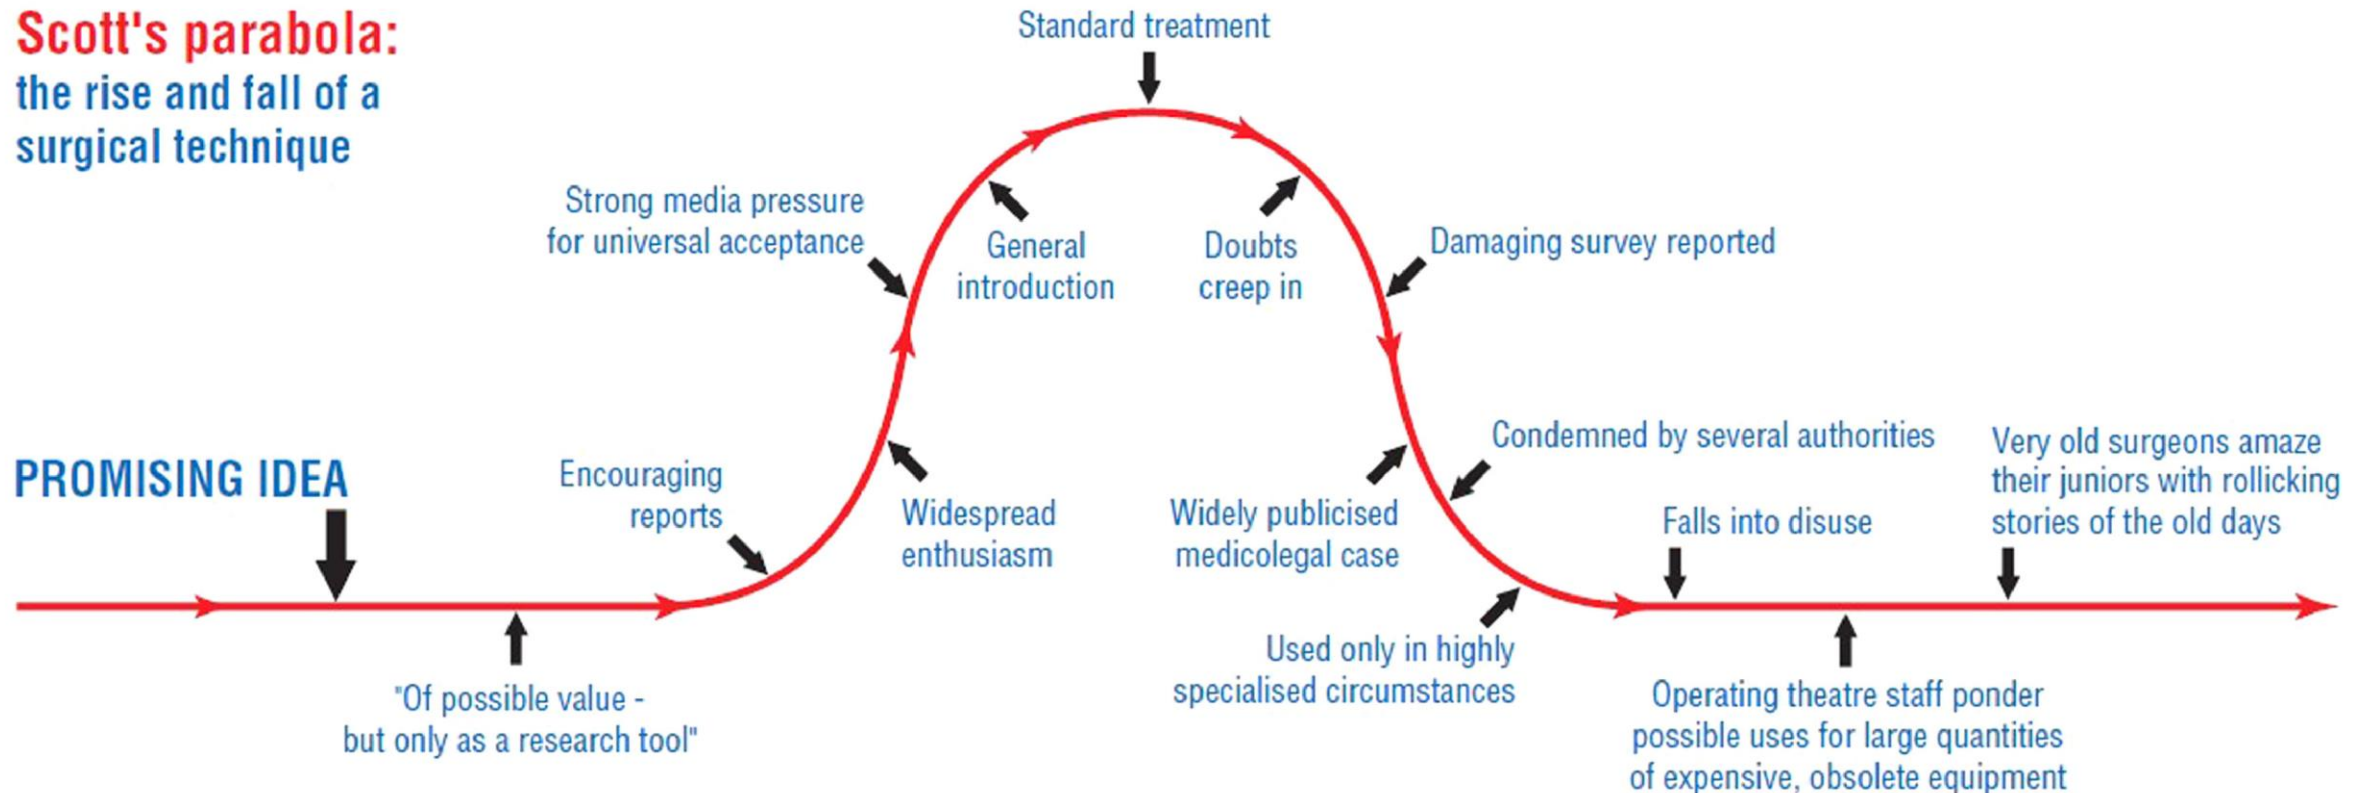 Scott's parabola:
the rise and fall of a
surgical technique
PROMISING IDEA
"Of possible value -
but only as a research tool"
Encouraging
reports
Widespread
enthusiasm
Strong media pressure
for universal acceptance
General
introduction
Standard treatment
Doubts
creep in
Damaging survey reported
Widely publicised
medicolegal case
Condemned by several authorities
Used only in highly
specialised circumstances
Falls into disuse
Operating theatre staff ponder
possible uses for large quantities
of expensive, obsolete equipment
Very old surgeons amaze
their juniors with rollicking
stories of the old days